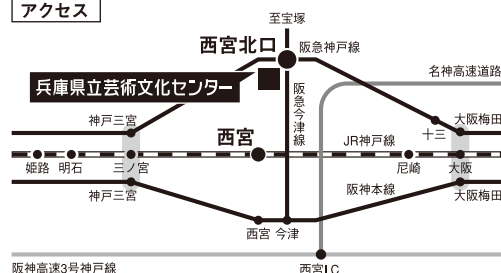 アクセス
至宝塚
西宮北口
阪急神戸線
名神高速道路
兵庫県立芸術文化センター
阪急今津線
神戸三宮
十三
大阪梅田
西宮
JR神戸線
姫路
明石
三ノ宮
尼崎
大阪
神戸三宮
阪神本線
大阪梅田
西宮
今津
阪神高速3号神戸線
西宮I.C